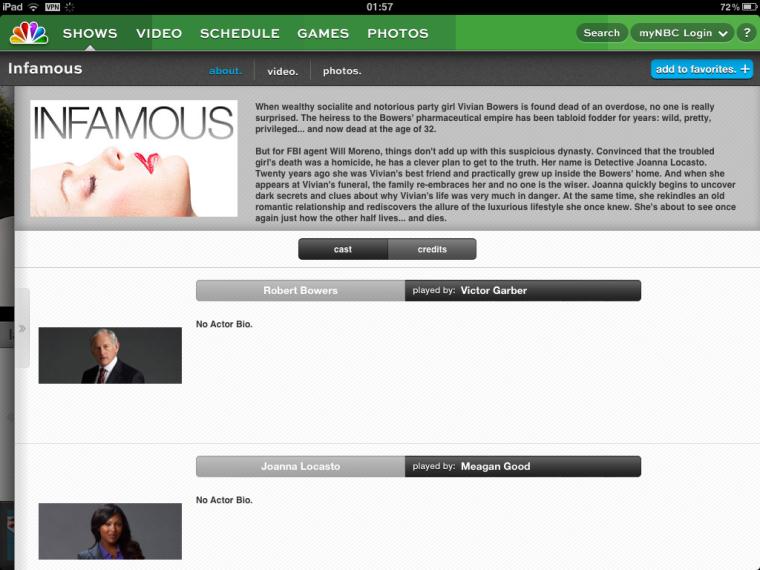 iPad VPN 01:57 72%
SHOWS VIDEO SCHEDULE GAMES PHOTOS Search myNBC Login ?
Infamous about. video. photos. add to favorites. +
INFAMOUS
When wealthy socialite and notorious party girl Vivian Bowers is found dead of an overdose, no one is really
surprised. The heiress to the Bowers' pharmaceutical empire has been tabloid fodder for years: wild, pretty,
privileged... and now dead at the age of 32.
But for FBI agent Will Moreno, things don't add up with this suspicious dynasty. Convinced that the troubled
girl's death was a homicide, he has a clever plan to get to the truth. Her name is Detective Joanna Locasto.
Twenty years ago she was Vivian's best friend and practically grew up inside the Bowers' home. And when she
appears at Vivian's funeral, the family re-embraces her and no one is the wiser. Joanna quickly begins to uncover
dark secrets and clues about why Vivian's life was very much in danger. At the same time, she rekindles an old
romantic relationship and rediscovers the allure of the luxurious lifestyle she once knew. She's about to see once
again just how the other half lives... and dies.
cast credits
Robert Bowers played by: Victor Garber
No Actor Bio.
Joanna Locasto played by: Meagan Good
No Actor Bio.